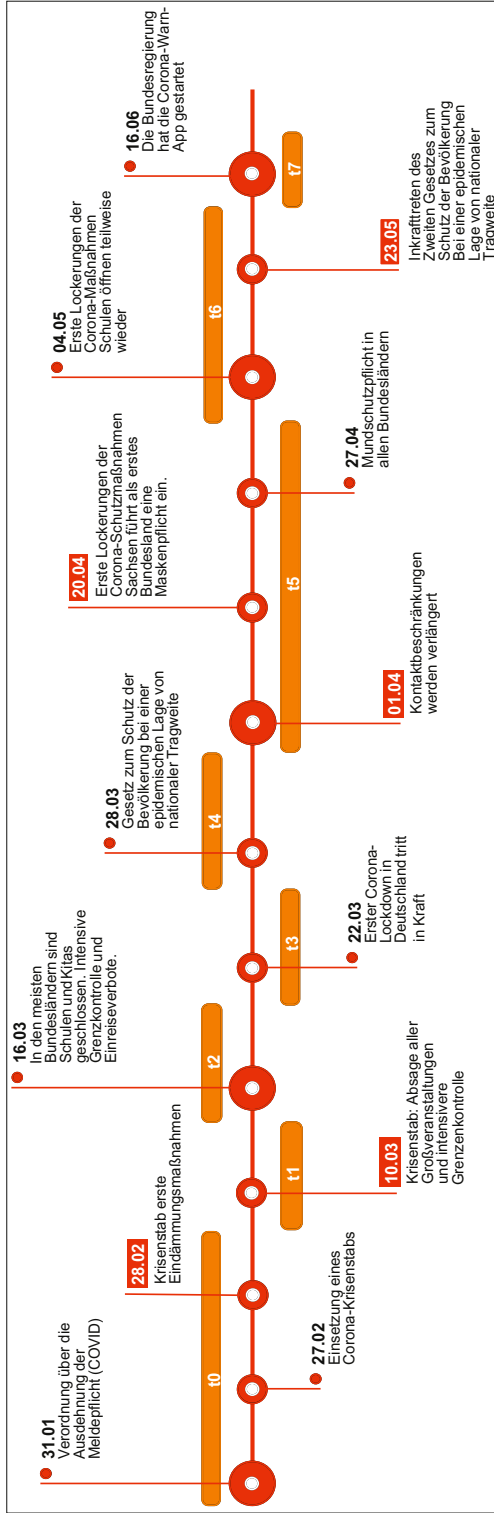 31.01
Verordnung über die
Ausdehnung der
Meldepflicht (COVID)
27.02
Einsetzung eines
Corona-Krisenstabs
28.02
Krisenstab erste
Eindämmungsmaßnahmen
10.03
Krisenstab: Absage aller
Großveranstaltungen
und intensivere
Grenzenkontrolle
16.03
In den meisten
Bundesländern sind
Schulen und Kitas
geschlossen. Intensive
Grenzkontrolle und
Einreiseverbote.
22.03
Erster Corona-
Lockdown in
Deutschland tritt
in Kraft
28.03
Gesetz zum Schutz der
Bevölkerung bei einer
epidemischen Lage von
nationaler Tragweite
01.04
Kontaktbeschränkungen
werden verlängert
20.04
Erste Lockerungen der
Corona-Schutzmaßnahmen
Sachsen führt als erstes
Bundesland eine
Maskenpflicht ein.
27.04
Mundschutzpflicht in
allen Bundesländern
04.05
Erste Lockerungen der
Corona-Maßnahmen
Schulen öffnen teilweise
wieder
23.05
Inkrafttreten des
Zweiten Gesetzes zum
Schutz der Bevölkerung
Bei einer epidemischen
Lage von nationaler
Tragweite
16.06
Die Bundesregierung
hat die Corona-Warn-
App gestartet
t0
t1
t2
t3
t4
t5
t6
t7